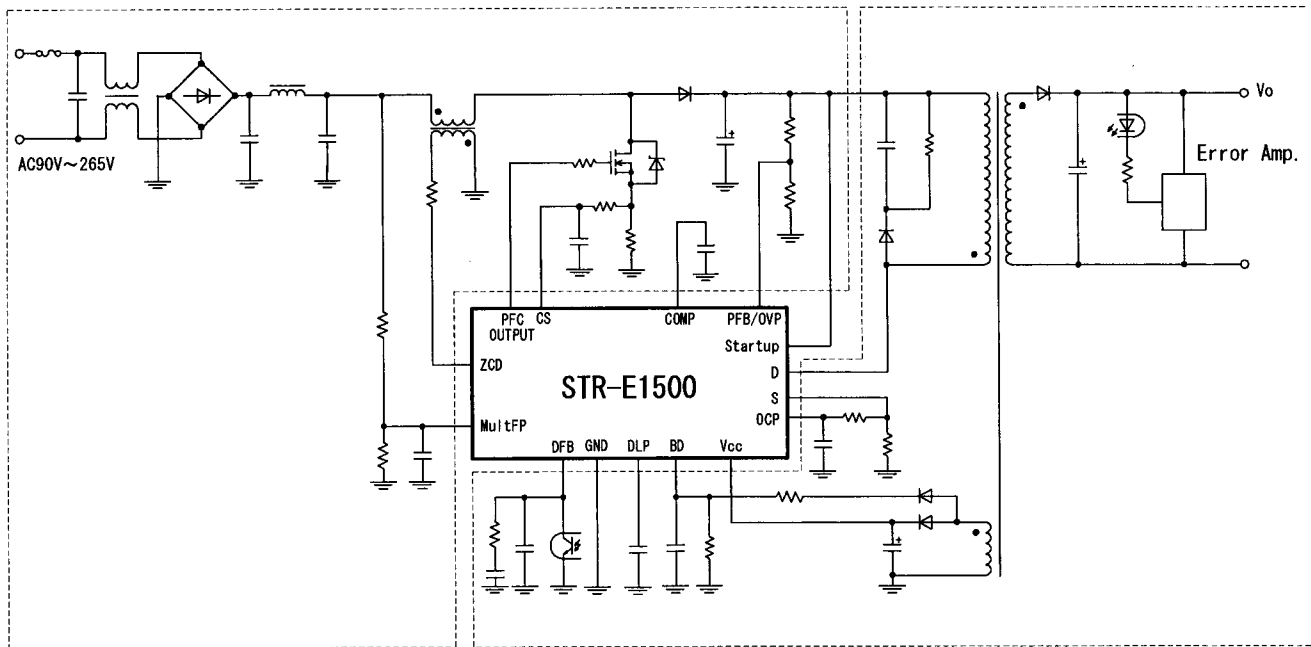 AC90V～265V
Vo
Error Amp.
PFC
OUTPUT
CS
COMP
PFB/OVP
Startup
ZCD
D
STR-E1500
S
OCP
MultFP
DFB
GND
DLP
BD
Vcc